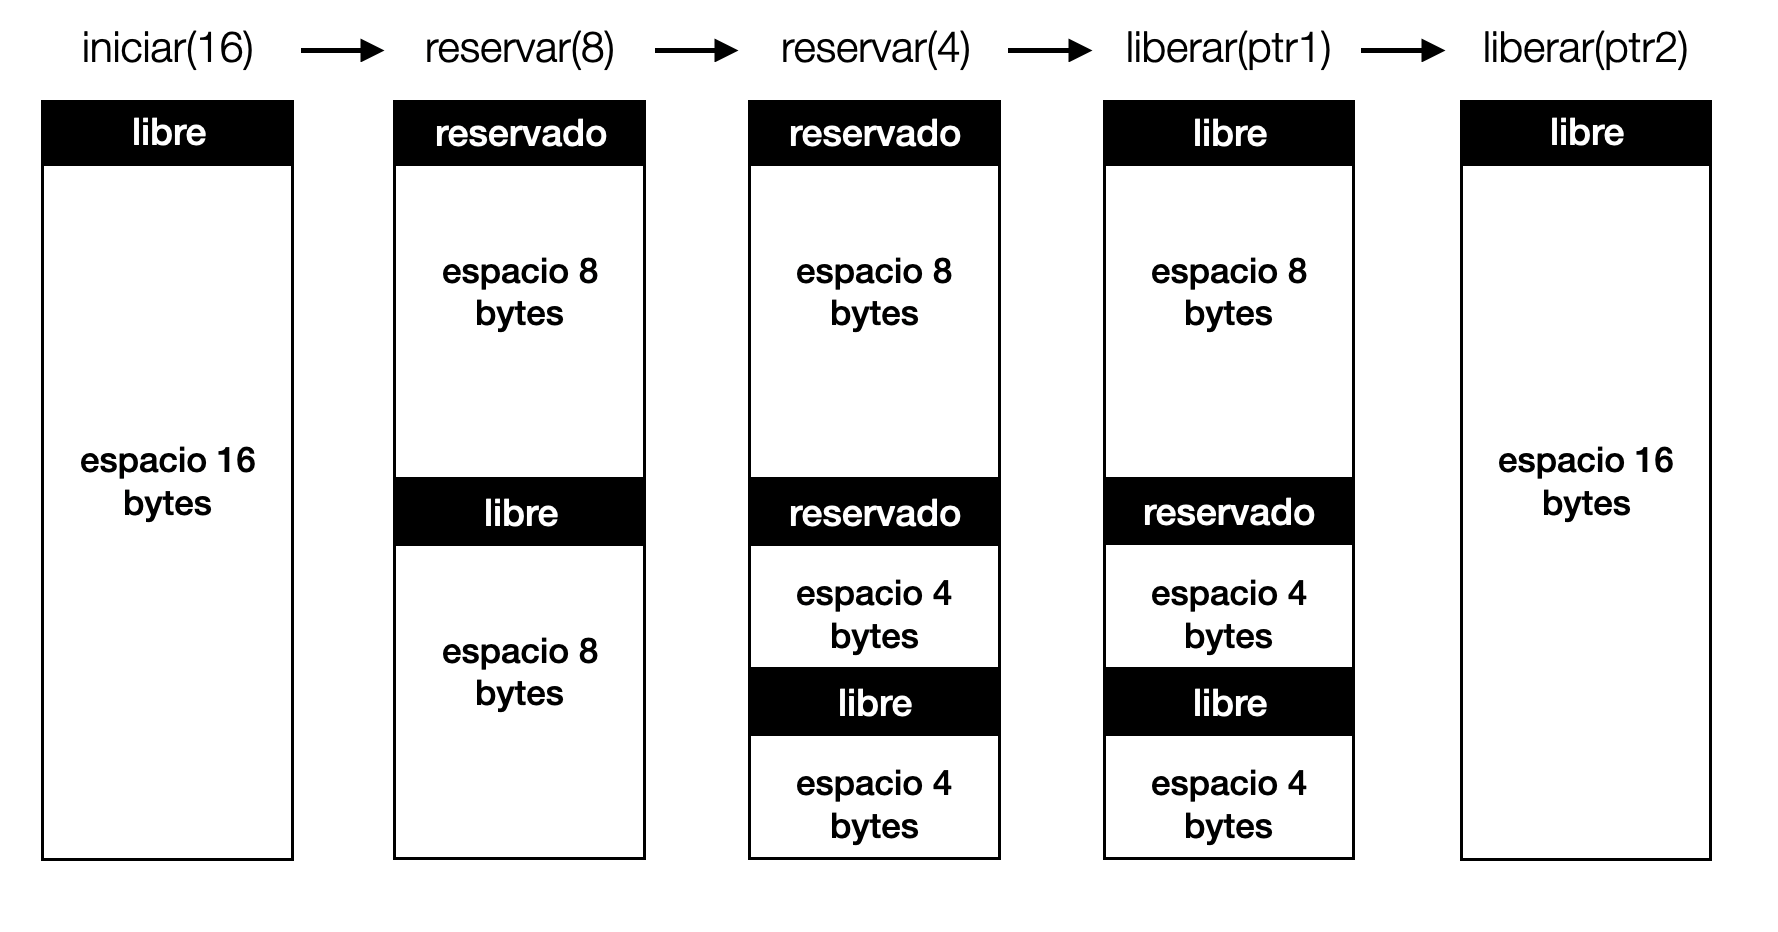 iniciar(16)
reservar(8)
reservar(4)
liberar(ptr1)
liberar(ptr2)
libre
espacio 16
bytes
reservado
espacio 8
bytes
libre
espacio 8
bytes
reservado
espacio 8
bytes
reservado
espacio 4
bytes
libre
espacio 4
bytes
libre
espacio 8
bytes
reservado
espacio 4
bytes
libre
espacio 4
bytes
libre
espacio 16
bytes